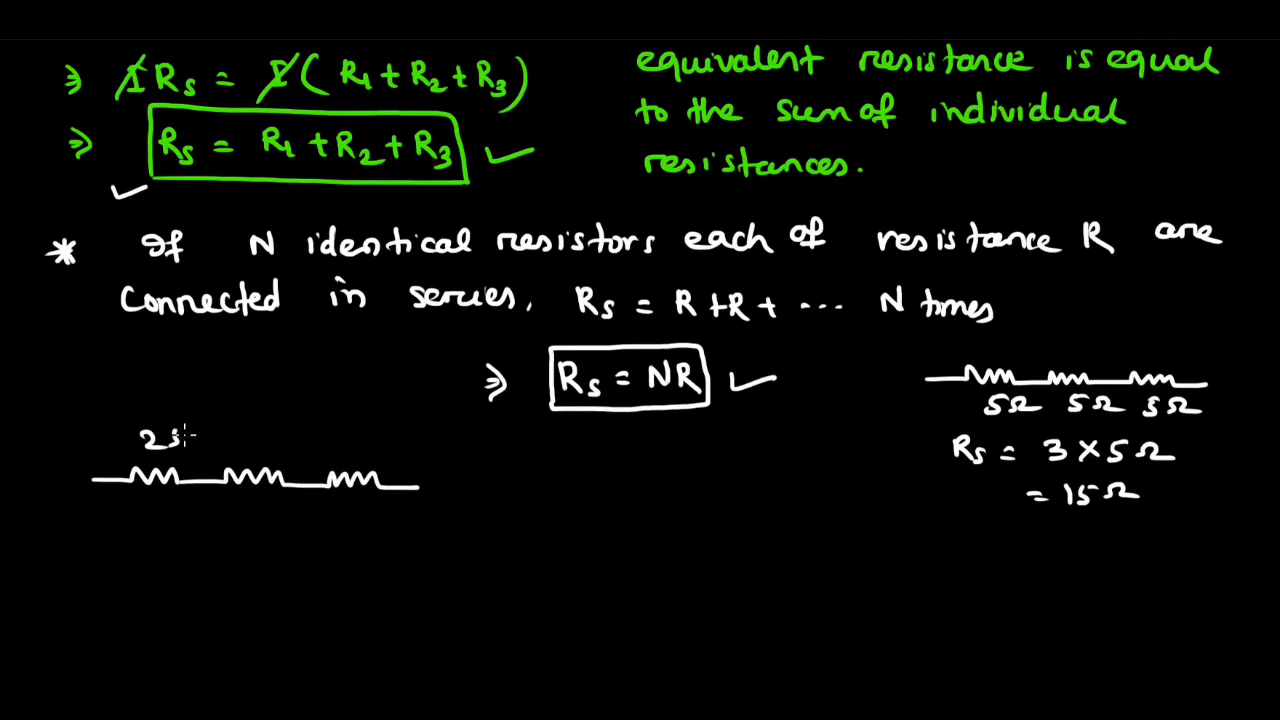 ⇒ 1 Rs = I ( R1 + R2 + R3 )
⇒ Rs = R1 + R2 + R3
equivalent resistance is equal
to the sum of individual
resistances.
* If N identical resistors each of resistance R are
connected in series. Rs = R + R + ... N times
⇒ Rs = NR
5Ω 5Ω 5Ω
Rs = 3 × 5 Ω
= 15 Ω